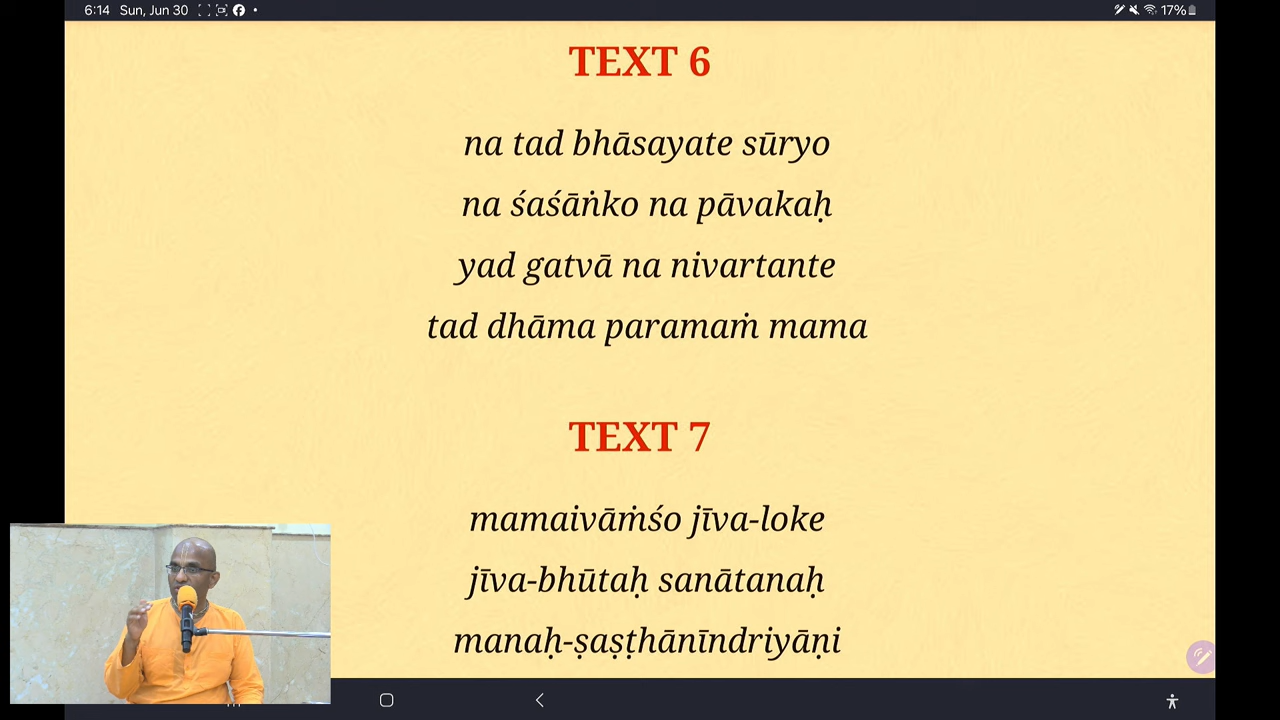 6:14 Sun, Jun 30
17%
TEXT 6
na tad bhāsayate sūryo
na śaśāṅko na pāvakaḥ
yad gatvā na nivartante
tad dhāma paramaṁ mama
TEXT 7
mamaivāṁśo jīva-loke
jīva-bhūtaḥ sanātanaḥ
manaḥ-ṣaṣṭhānīndriyāṇi